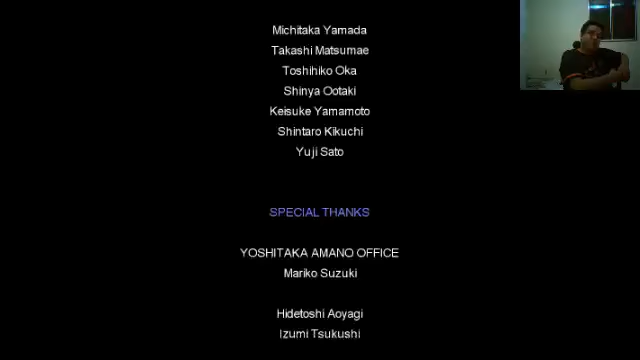 Michitaka Yamada
Takashi Matsumae
Toshihiko Oka
Shinya Ootaki
Keisuke Yamamoto
Shintaro Kikuchi
Yuji Sato
SPECIAL THANKS
YOSHITAKA AMANO OFFICE
Mariko Suzuki
Hidetoshi Aoyagi
Izumi Tsukushi